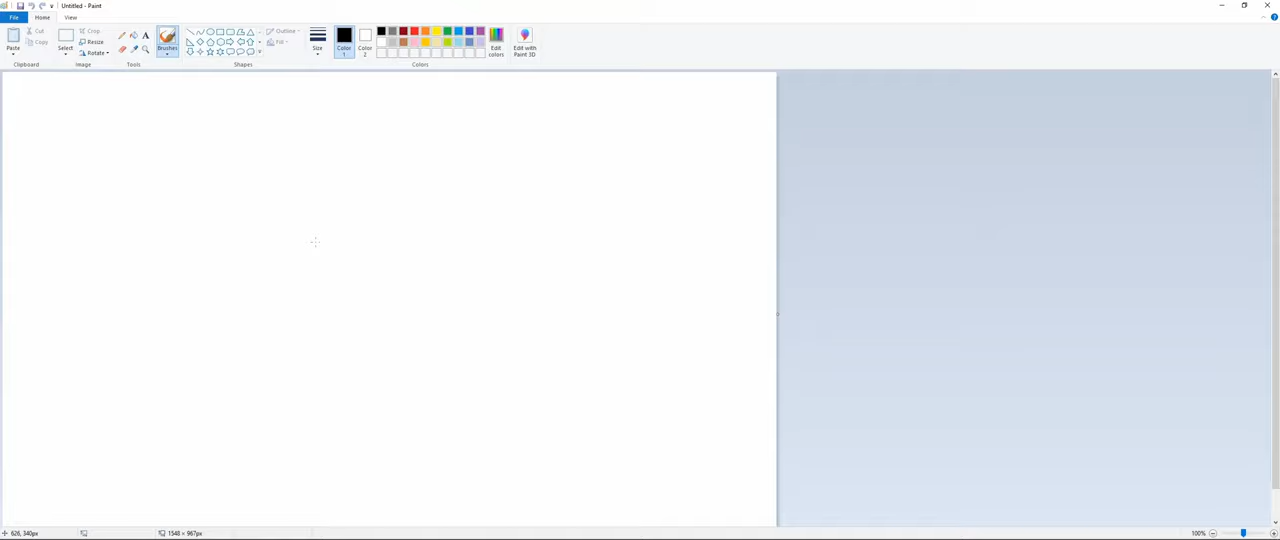 Untitled - Paint
File Home View
Paste Cut Copy Select Crop Resize Rotate Brushes Outline Fill Size Color 1 Color 2 Edit colors Edit with Paint 3D
Clipboard Image Tools Shapes Colors
626, 340px 1548 × 967px 100%